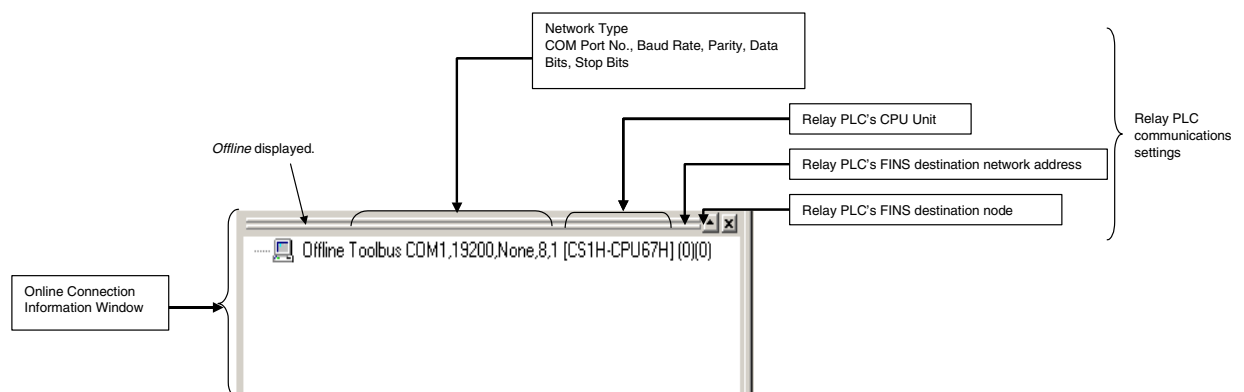 Network Type
COM Port No., Baud Rate, Parity, Data
Bits, Stop Bits
Relay PLC's CPU Unit
Relay PLC
communications
settings
Offline displayed.
Relay PLC's FINS destination network address
Relay PLC's FINS destination node
Offline Toolbus COM1,19200,None,8,1 [CS1H-CPU67H] (0)(0)
Online Connection
Information Window